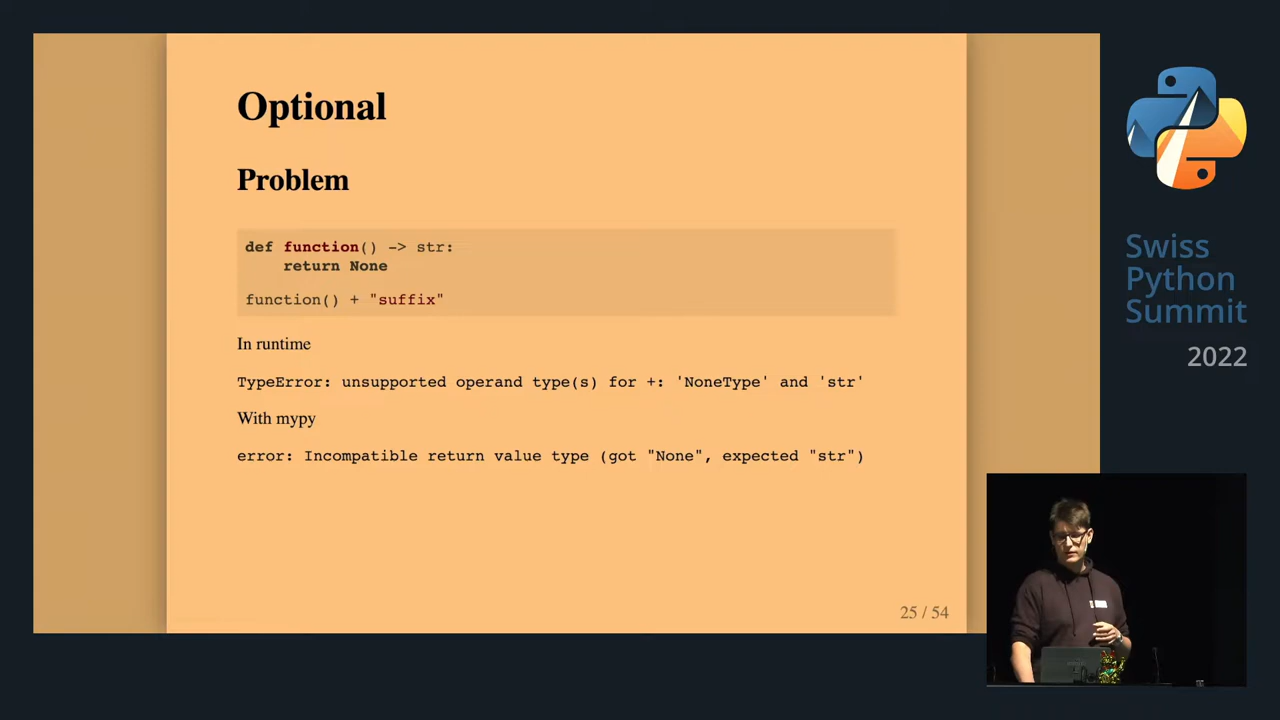 Optional
Problem
def function() -> str:
    return None
function() + "suffix"
In runtime
TypeError: unsupported operand type(s) for +: 'NoneType' and 'str'
With mypy
error: Incompatible return value type (got "None", expected "str")
25 / 54
Swiss
Python
Summit
2022